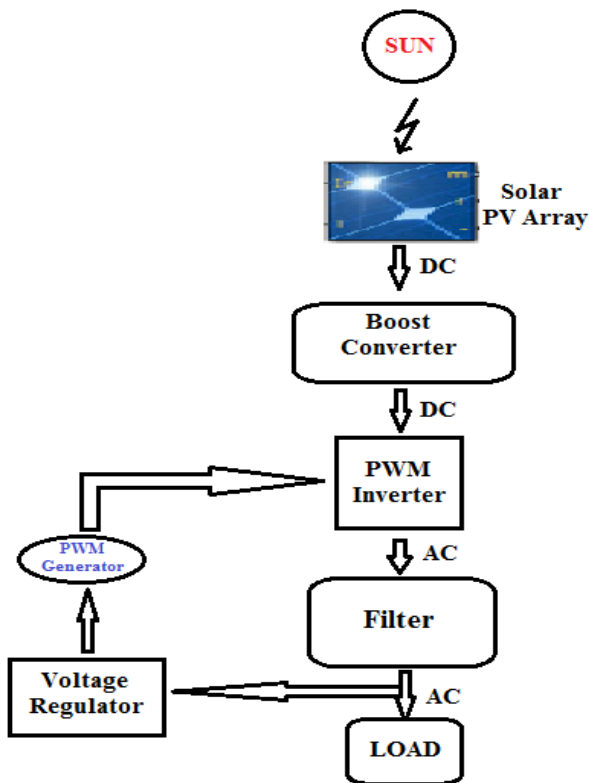 SUN
Solar
PV Array
DC
Boost
Converter
DC
PWM
Inverter
PWM
Generator
AC
Filter
Voltage
Regulator
AC
LOAD